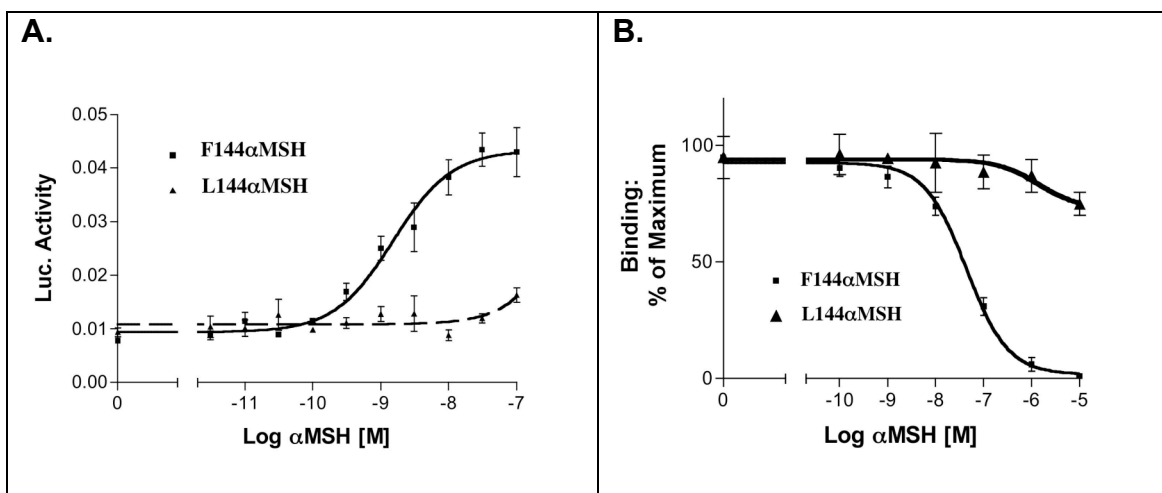 A.
0.05
0.04
0.03
0.02
0.01
0.00
Luc. Activity
F144αMSH
L144αMSH
0 -11 -10 -9 -8 -7
Log αMSH [M]
B.
100
50
0
Binding:
% of Maximum
F144αMSH
L144αMSH
0 -10 -9 -8 -7 -6 -5
Log αMSH [M]